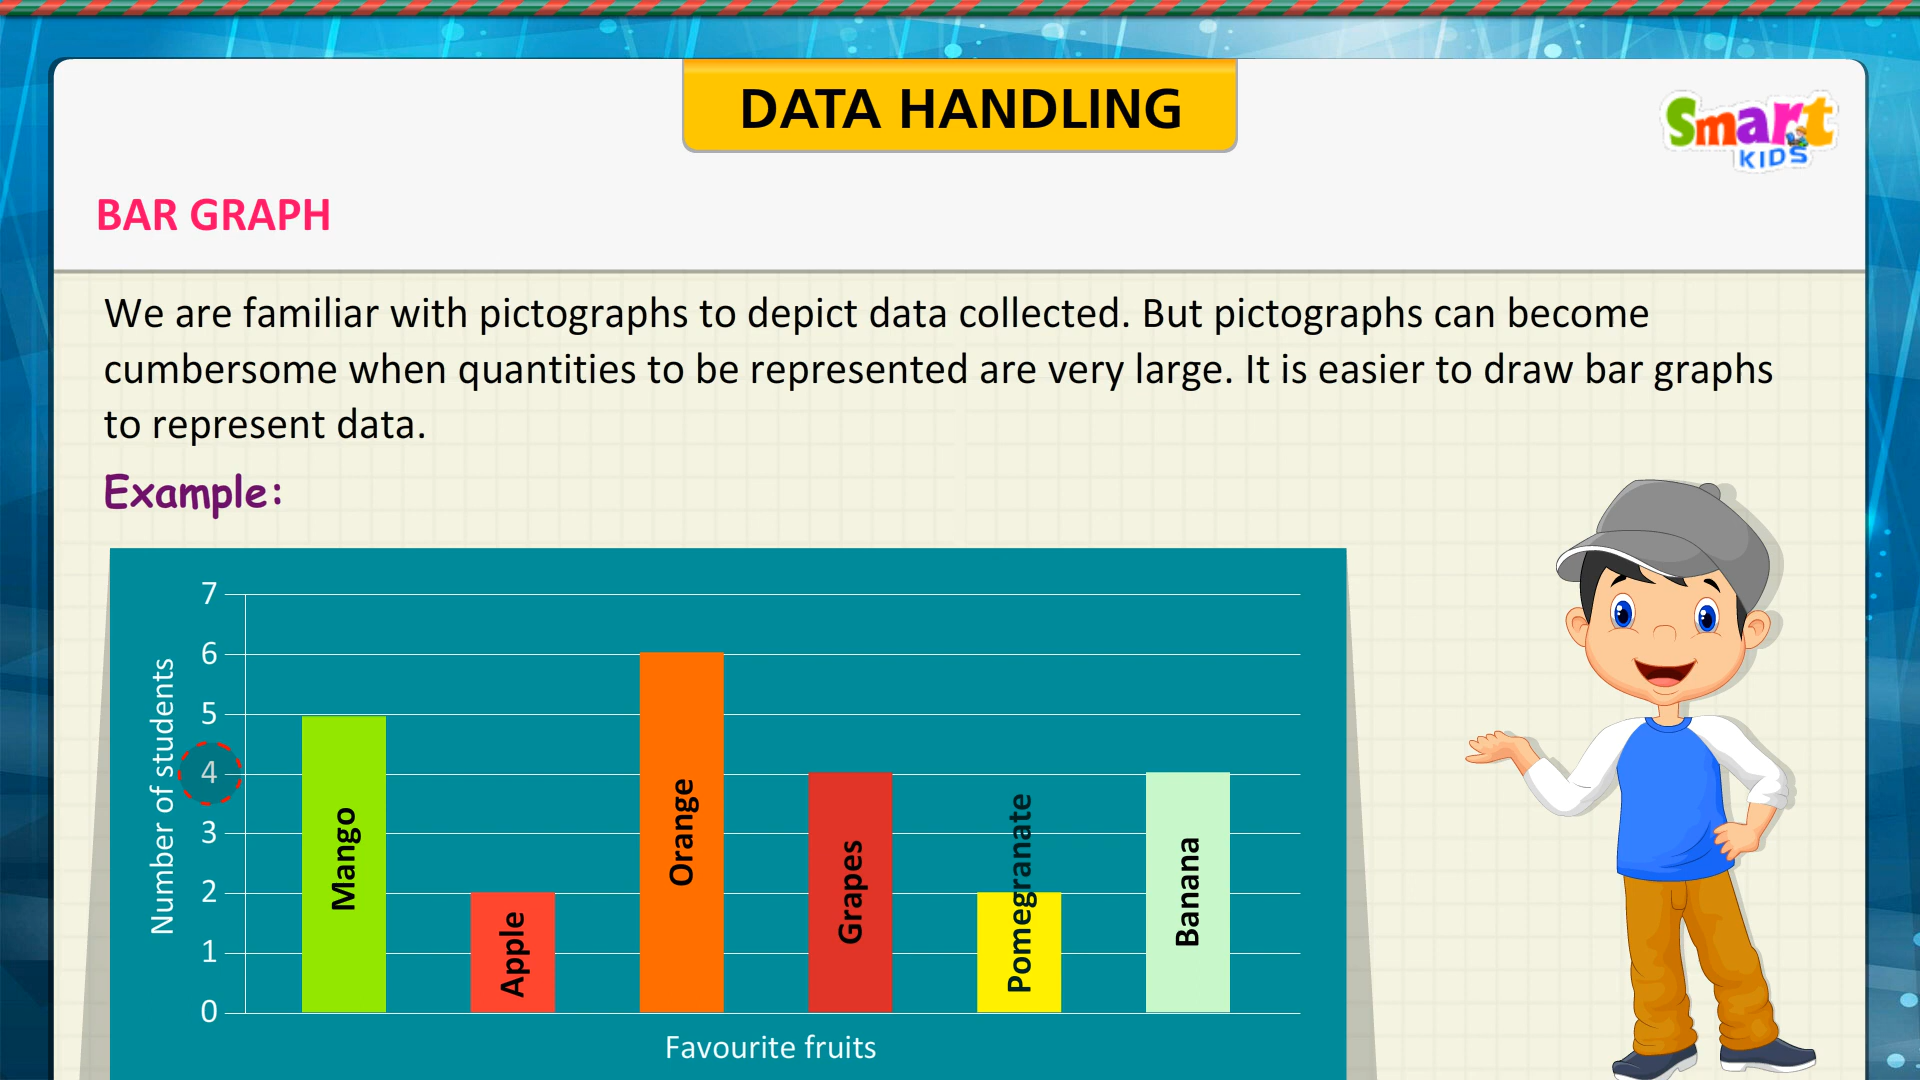 DATA HANDLING
Smart
KIDS
BAR GRAPH
We are familiar with pictographs to depict data collected. But pictographs can become
cumbersome when quantities to be represented are very large. It is easier to draw bar graphs
to represent data.
Example:
Number of students
7
6
5
4
3
2
1
0
Mango
Apple
Orange
Grapes
Pomegranate
Banana
Favourite fruits